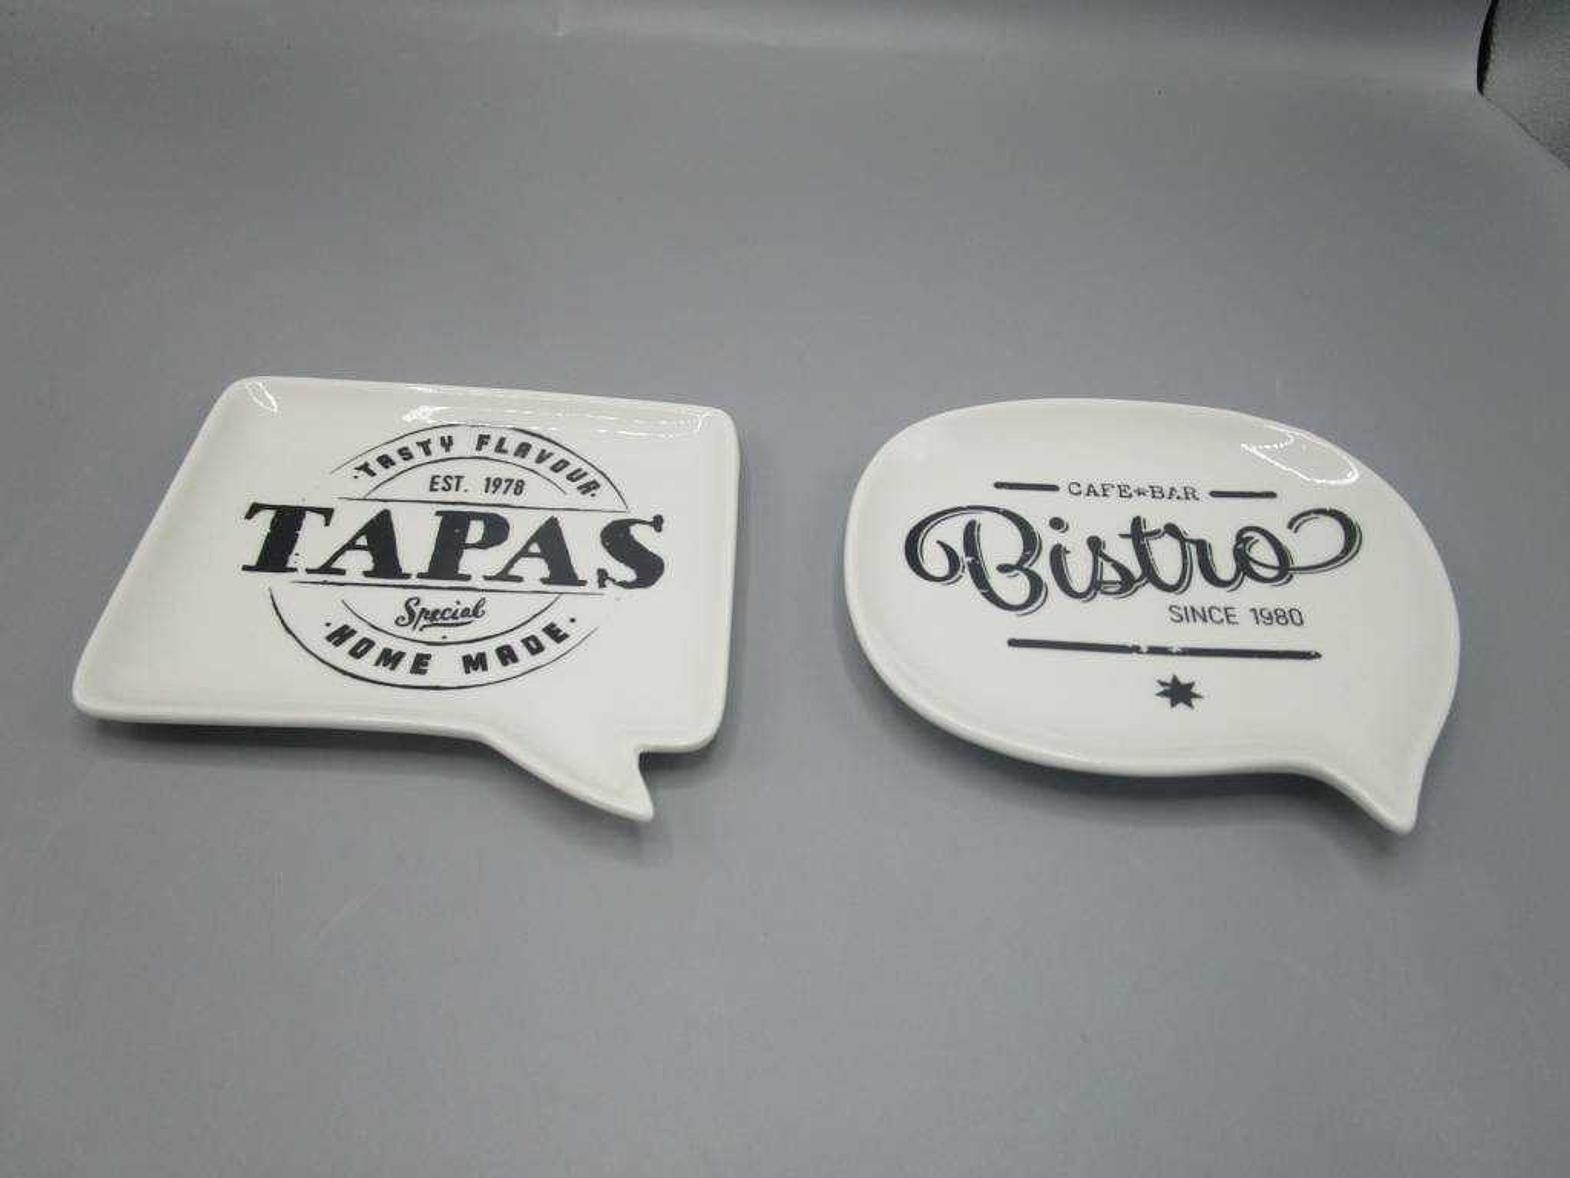 TASTY FLAVOUR
EST. 1978
TAPAS
Special
HOME MADE
CAFE★BAR
Bistro
SINCE 1980